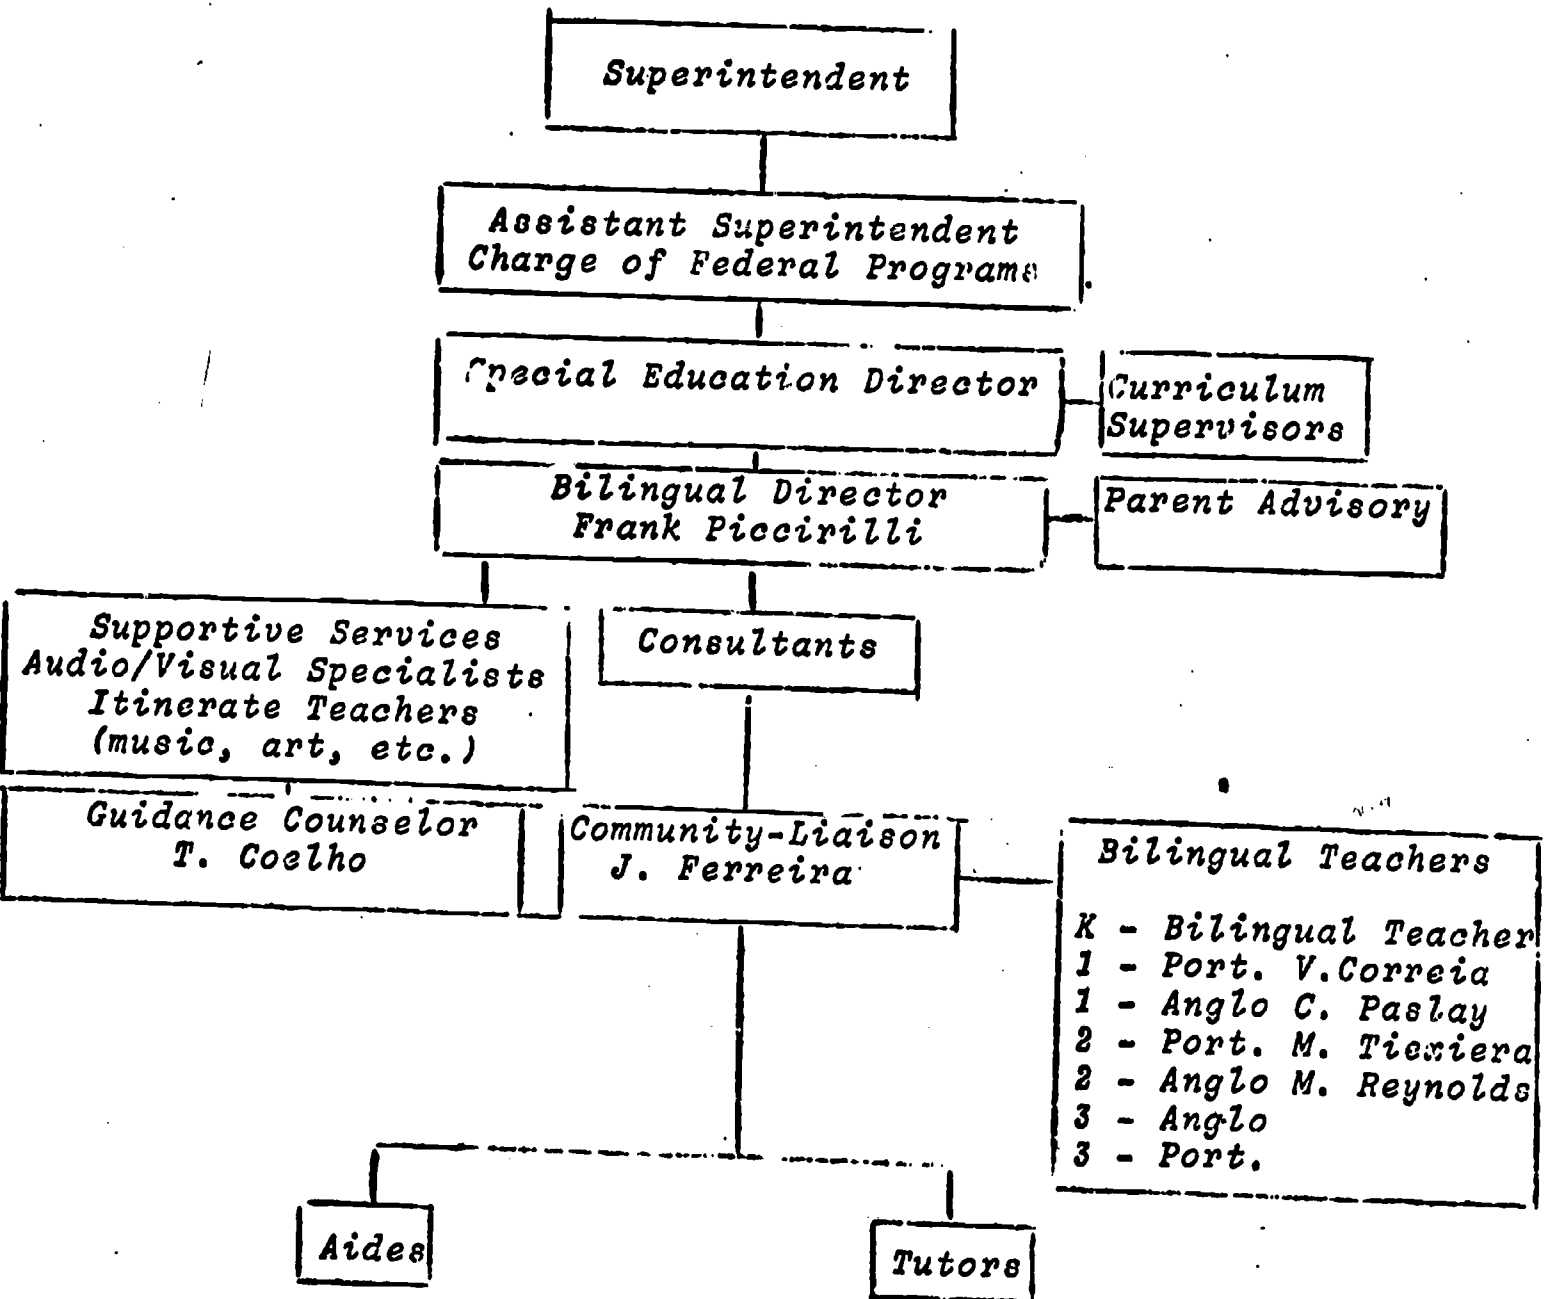 Superintendent
Assistant Superintendent
Charge of Federal Programs
Special Education Director
Curriculum
Supervisors
Bilingual Director
Frank Piccirilli
Parent Advisory
Supportive Services
Audio/Visual Specialists
Itinerate Teachers
(music, art, etc.)
Consultants
Guidance Counselor
T. Coelho
Community-Liaison
J. Ferreira
Bilingual Teachers
K - Bilingual Teacher
1 - Port. V.Correia
1 - Anglo C. Paslay
2 - Port. M. Tiexiera
2 - Anglo M. Reynolds
3 - Anglo
3 - Port.
Aides
Tutors